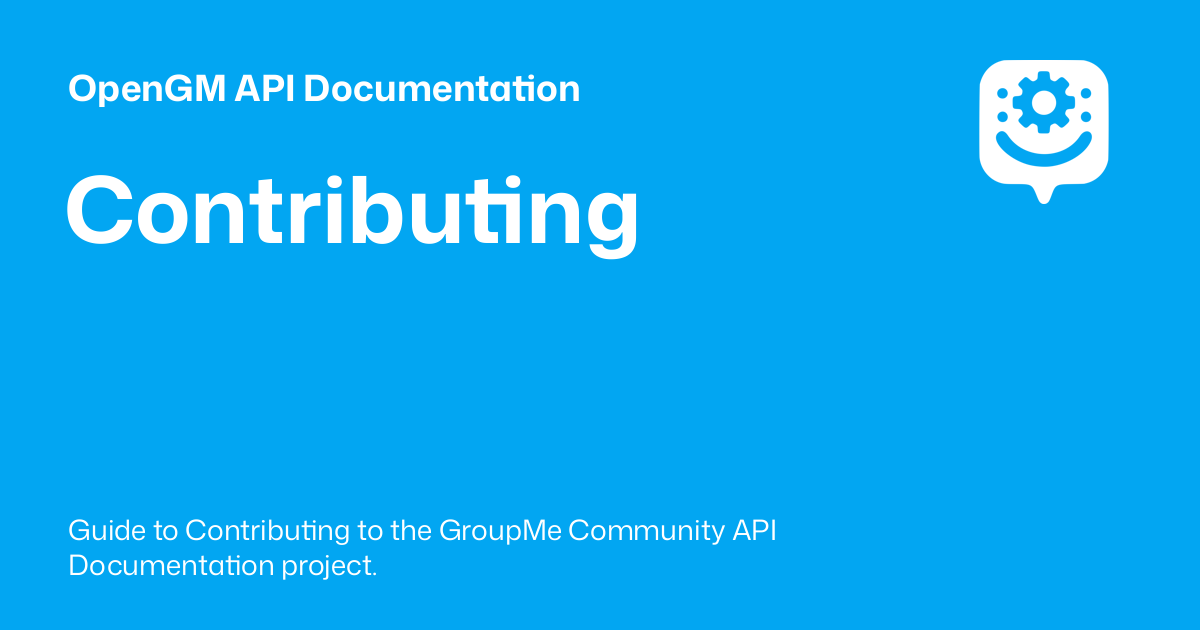 OpenGM API Documentation
Contributing
Guide to Contributing to the GroupMe Community API
Documentation project.